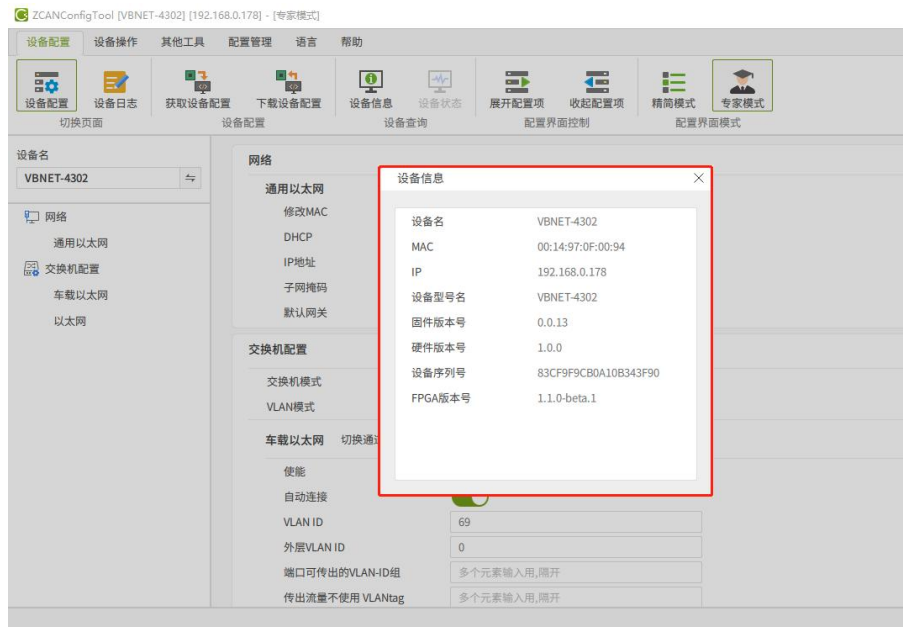 ZCANConfigTool [VBNET-4302] [192.168.0.178] - [专家模式]
设备配置 设备操作 其他工具 配置管理 语言 帮助
设备配置 设备日志 获取设备配置 下载设备配置 设备信息 设备状态 展开配置项 收起配置项 精简模式 专家模式
切换页面 设备配置 设备查询 配置界面控制 配置界面模式
设备名
VBNET-4302
网络
通用以太网
交换机配置
车载以太网
以太网
网络
通用以太网
修改MAC
DHCP
IP地址
子网掩码
默认网关
交换机配置
交换机模式
VLAN模式
车载以太网 切换通
使能
自动连接
VLAN ID 69
外层VLAN ID 0
端口可传出的VLAN-ID组 多个元素输入用,隔开
传出流量不使用 VLANtag 多个元素输入用,隔开
设备信息
设备名 VBNET-4302
MAC 00:14:97:0F:00:94
IP 192.168.0.178
设备型号名 VBNET-4302
固件版本号 0.0.13
硬件版本号 1.0.0
设备序列号 83CF9F9CB0A10B343F90
FPGA版本号 1.1.0-beta.1